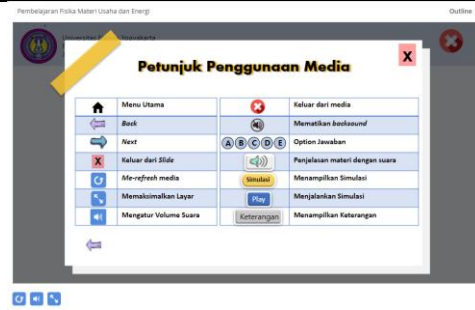 Pembelajaran Fisika Materi Usaha dan Energi
Outline
Yogyakarta
X
Petunjuk Penggunaan Media
Menu Utama
Keluar dari media
Back
Mematikan backsound
Next
A B C D E
Option Jawaban
X
Keluar dari Slide
Penjelasan materi dengan suara
Me-refresh media
Simulasi
Menampilkan Simulasi
Memaksimalkan Layar
Play
Menjalankan Simulasi
Mengatur Volume Suara
Keterangan
Menampilkan Keterangan